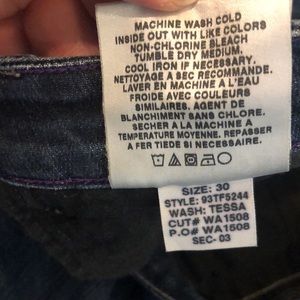 MACHINE WASH COLD
INSIDE OUT WITH LIKE COLORS
NON-CHLORINE BLEACH
TUMBLE DRY MEDIUM.
COOL IRON IF NECESSARY.
NETTOYAGE A SEC RECOMMANDÉ.
LAVER EN MACHINE A L'EAU
FROIDE AVEC COULEURS
SIMILAIRES. AGENT DE
BLANCHIMENT SANS CHLORE.
SECHER A LA MACHINE A
TEMPERATURE MOYENNE. REPASSER
A FER TIEDE SI NECESSAIRE.
SIZE: 30
STYLE: 93TF5244
WASH: TESSA
CUT# WA1508
P.O# WA1508
SEC- 03